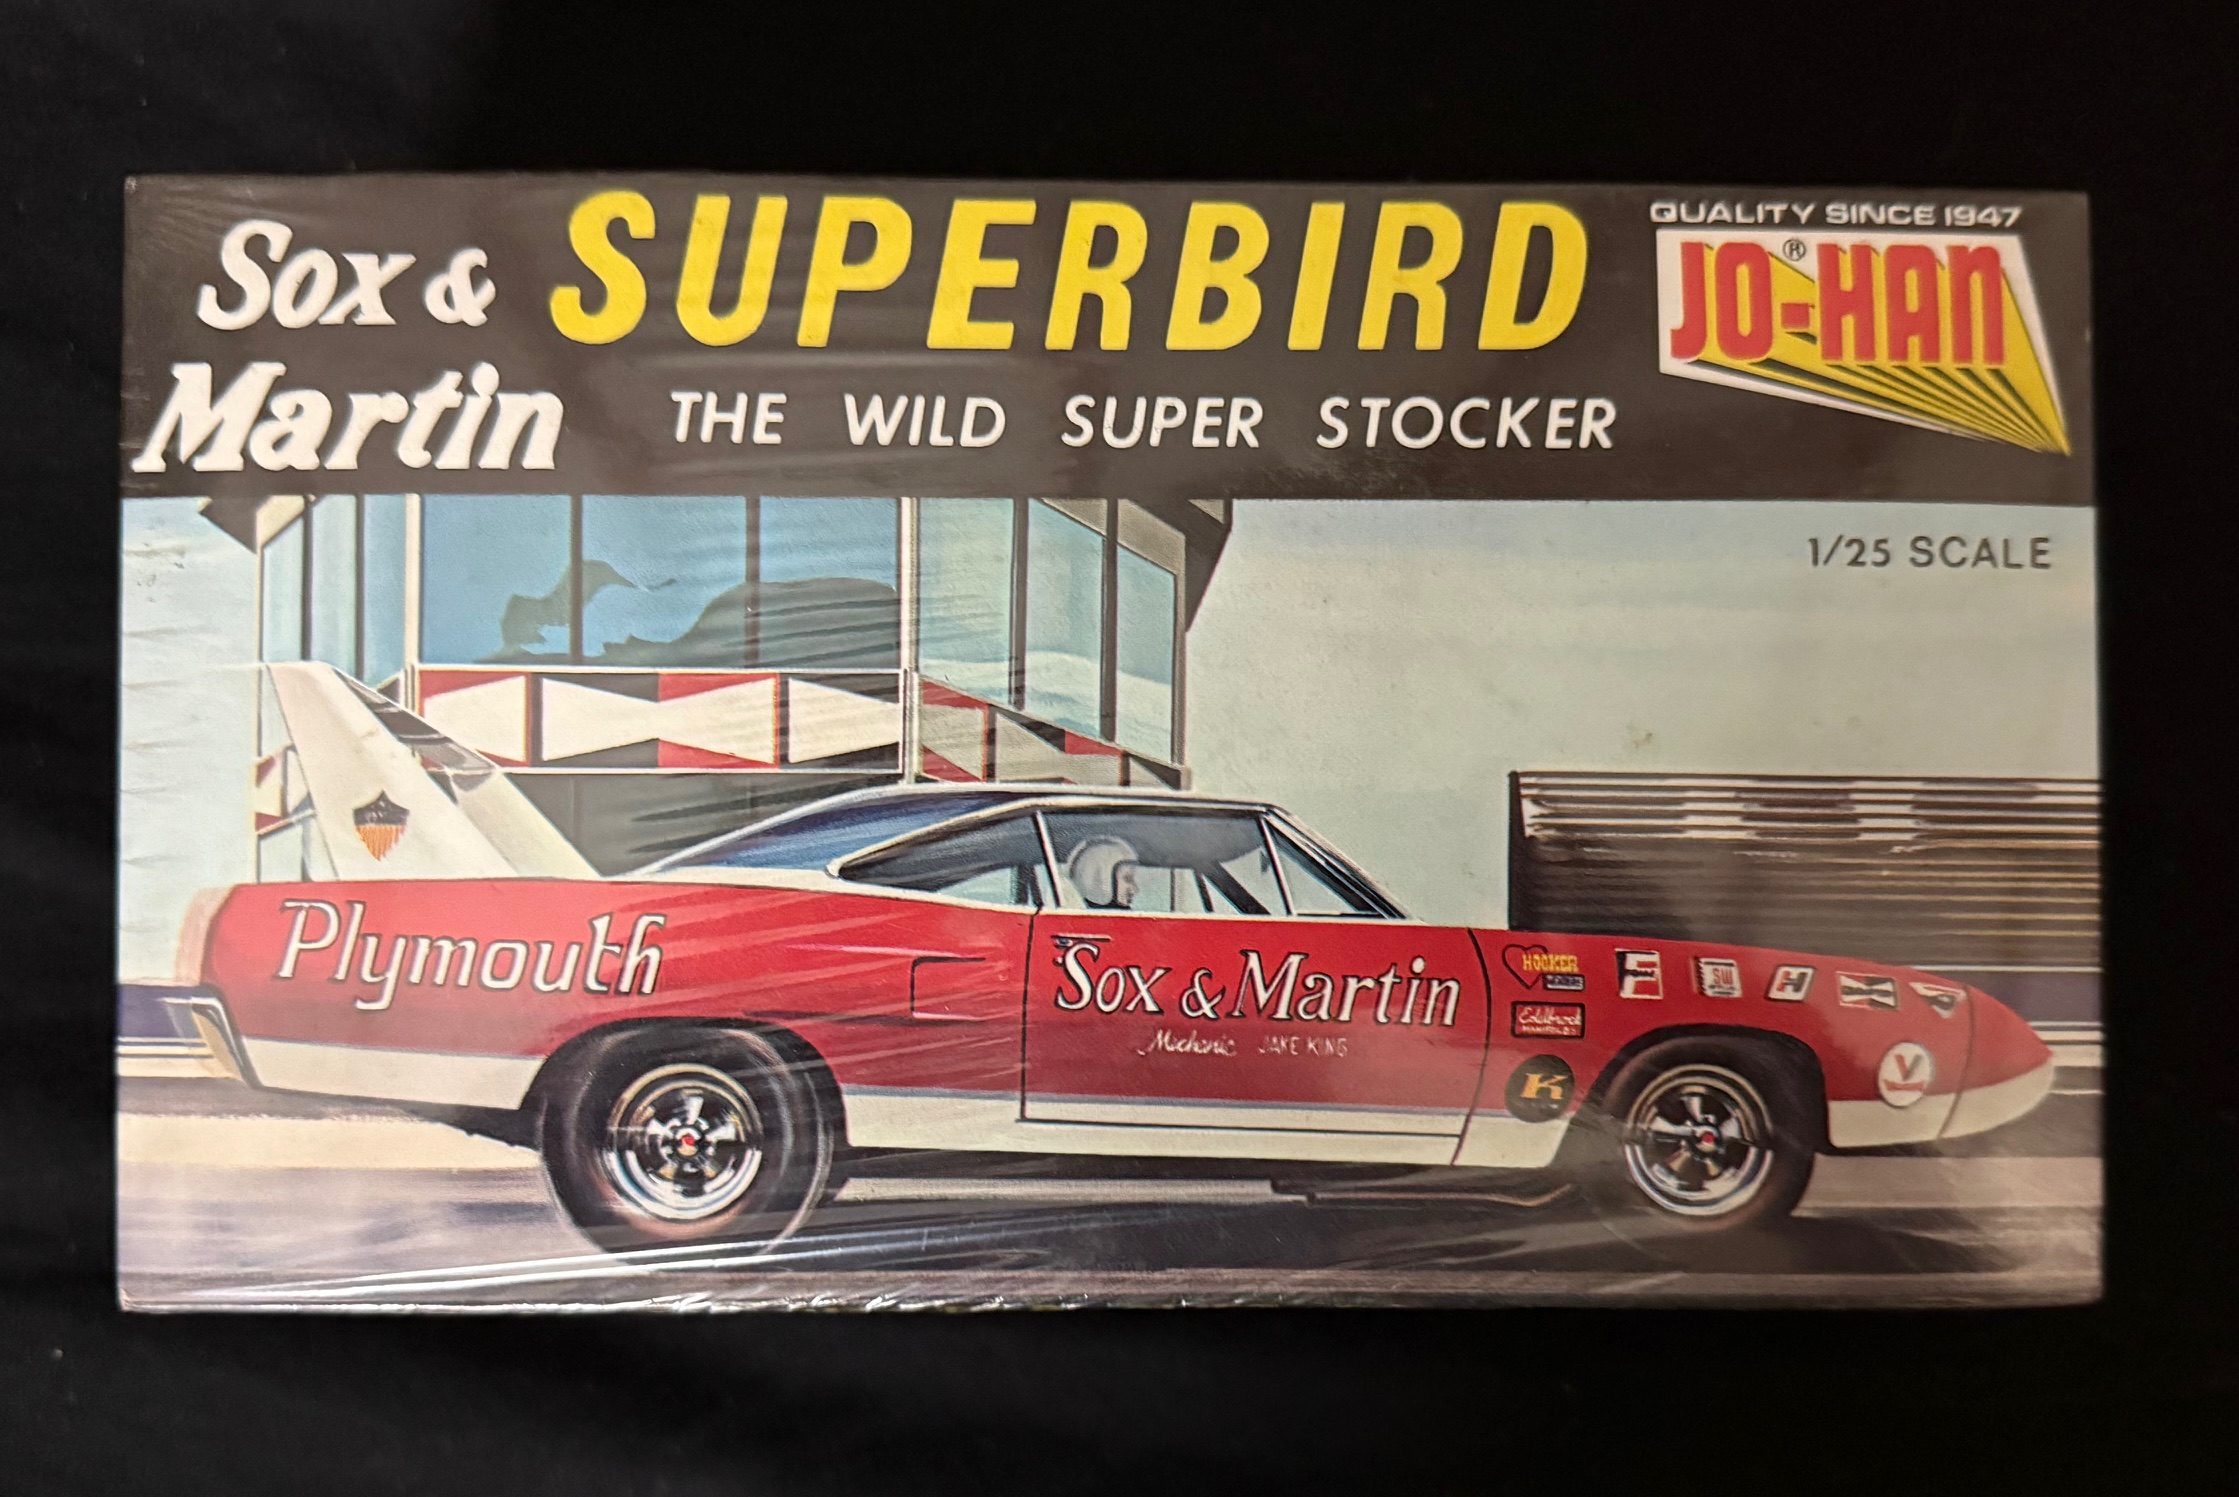 Sox &
Martin
SUPERBIRD
THE WILD SUPER STOCKER
QUALITY SINCE 1947
JO-HAN®
1/25 SCALE
Plymouth
Sox & Martin
Mechanic JAKE KING
HOOKER
Edelbrock
K
F
SW
H
V